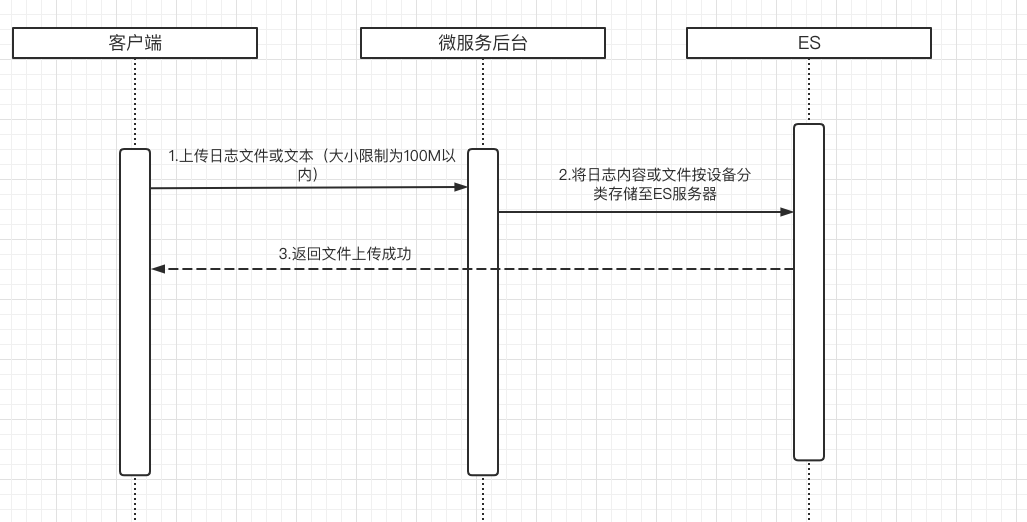 客户端
微服务后台
ES
1.上传日志文件或文本（大小限制为100M以
内）
2.将日志内容或文件按设备分
类存储至ES服务器
3.返回文件上传成功